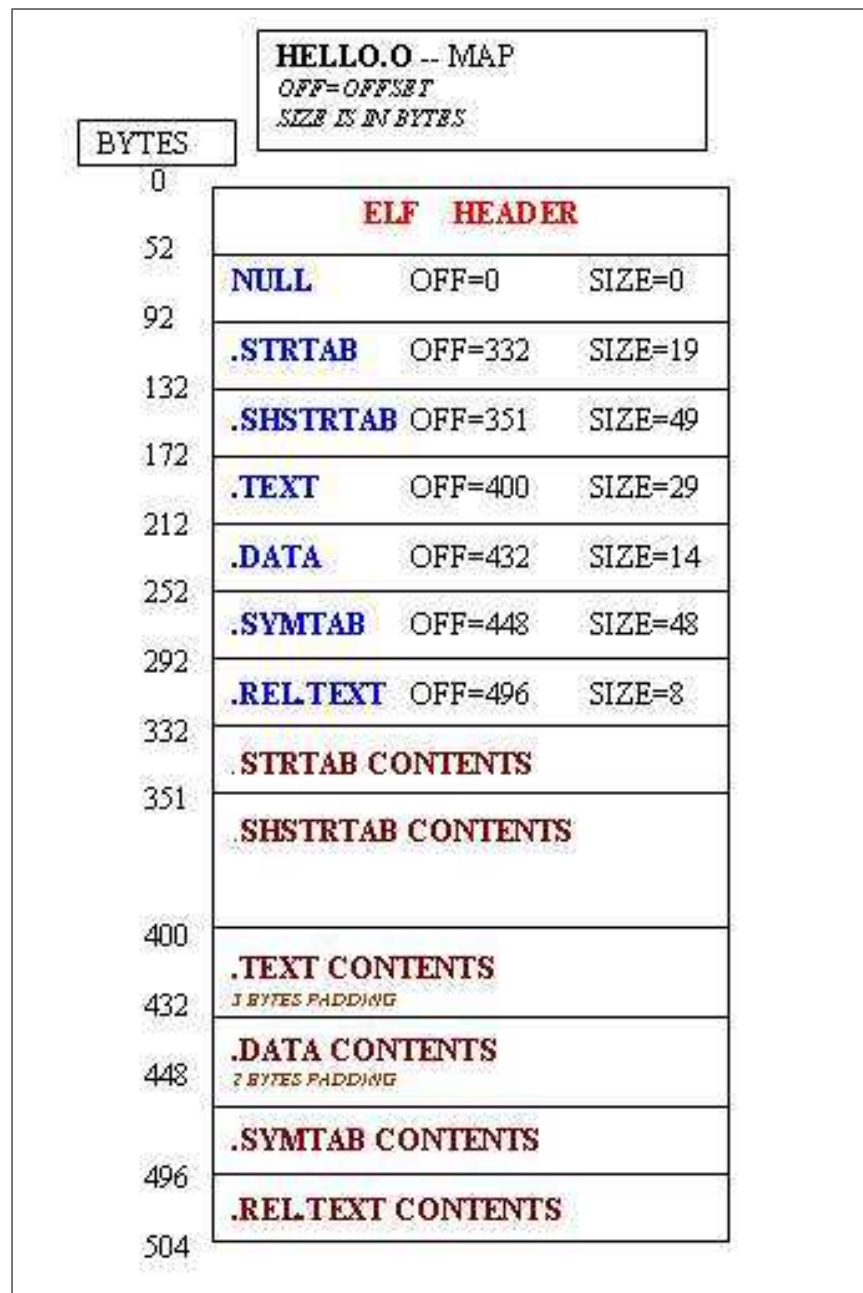 HELLO.O -- MAP
OFF=OFFSET
SIZE IS IN BYTES
BYTES
0
ELF HEADER
52
NULL OFF=0 SIZE=0
92
.STRTAB OFF=332 SIZE=19
132
.SHSTRTAB OFF=351 SIZE=49
172
.TEXT OFF=400 SIZE=29
212
.DATA OFF=432 SIZE=14
252
.SYMTAB OFF=448 SIZE=48
292
.REL.TEXT OFF=496 SIZE=8
332
.STRTAB CONTENTS
351
.SHSTRTAB CONTENTS
400
.TEXT CONTENTS
3 BYTES PADDING
432
.DATA CONTENTS
2 BYTES PADDING
448
.SYMTAB CONTENTS
496
.REL.TEXT CONTENTS
504